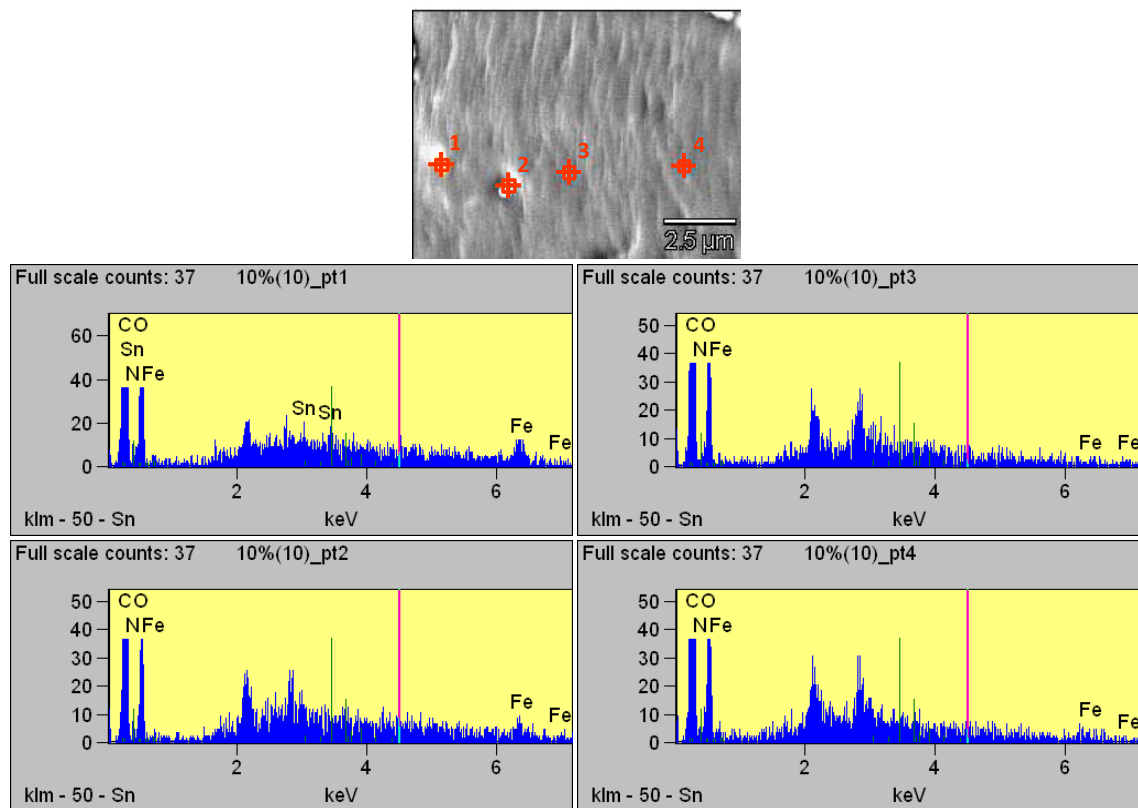 1
2
3
4
2.5 µm
Full scale counts: 37 10%(10)_pt1
60
40
20
0
CO
Sn
NFe
Sn
Sn
Fe
Fe
2
4
6
klm - 50 - Sn
keV
Full scale counts: 37 10%(10)_pt3
50
40
30
20
10
0
CO
NFe
Fe
Fe
2
4
6
klm - 50 - Sn
keV
Full scale counts: 37 10%(10)_pt2
50
40
30
20
10
0
CO
NFe
Fe
Fe
2
4
6
klm - 50 - Sn
keV
Full scale counts: 37 10%(10)_pt4
50
40
30
20
10
0
CO
NFe
Fe
Fe
2
4
6
klm - 50 - Sn
keV